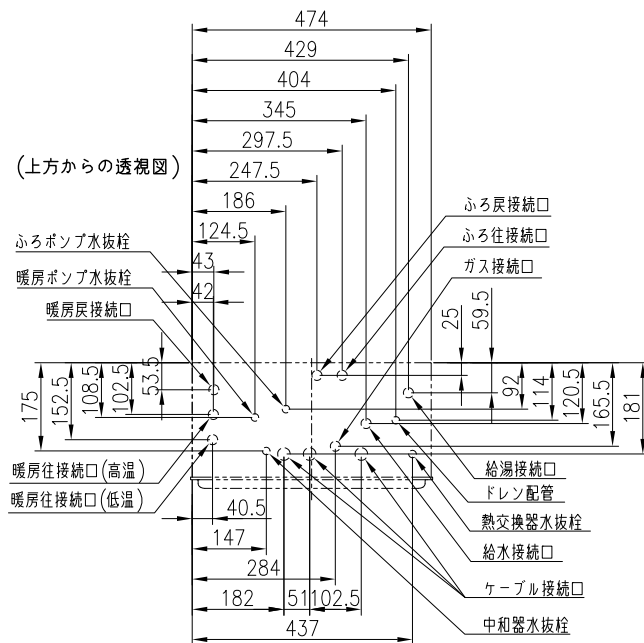 474
429
404
345
297.5
247.5
(上方からの透視図)
186
124.5
ふろ戻接続口
ふろポンプ水抜栓
43
ふろ往接続口
暖房ポンプ水抜栓
42
ガス接続口
暖房戻接続口
25
59.5
175
152.5
108.5
102.5
53.5
92
114
120.5
165.5
181
暖房往接続口(高温)
給湯接続口
暖房往接続口(低温)
ドレン配管
40.5
熱交換器水抜栓
147
給水接続口
284
182
51
102.5
ケーブル接続口
437
中和器水抜栓